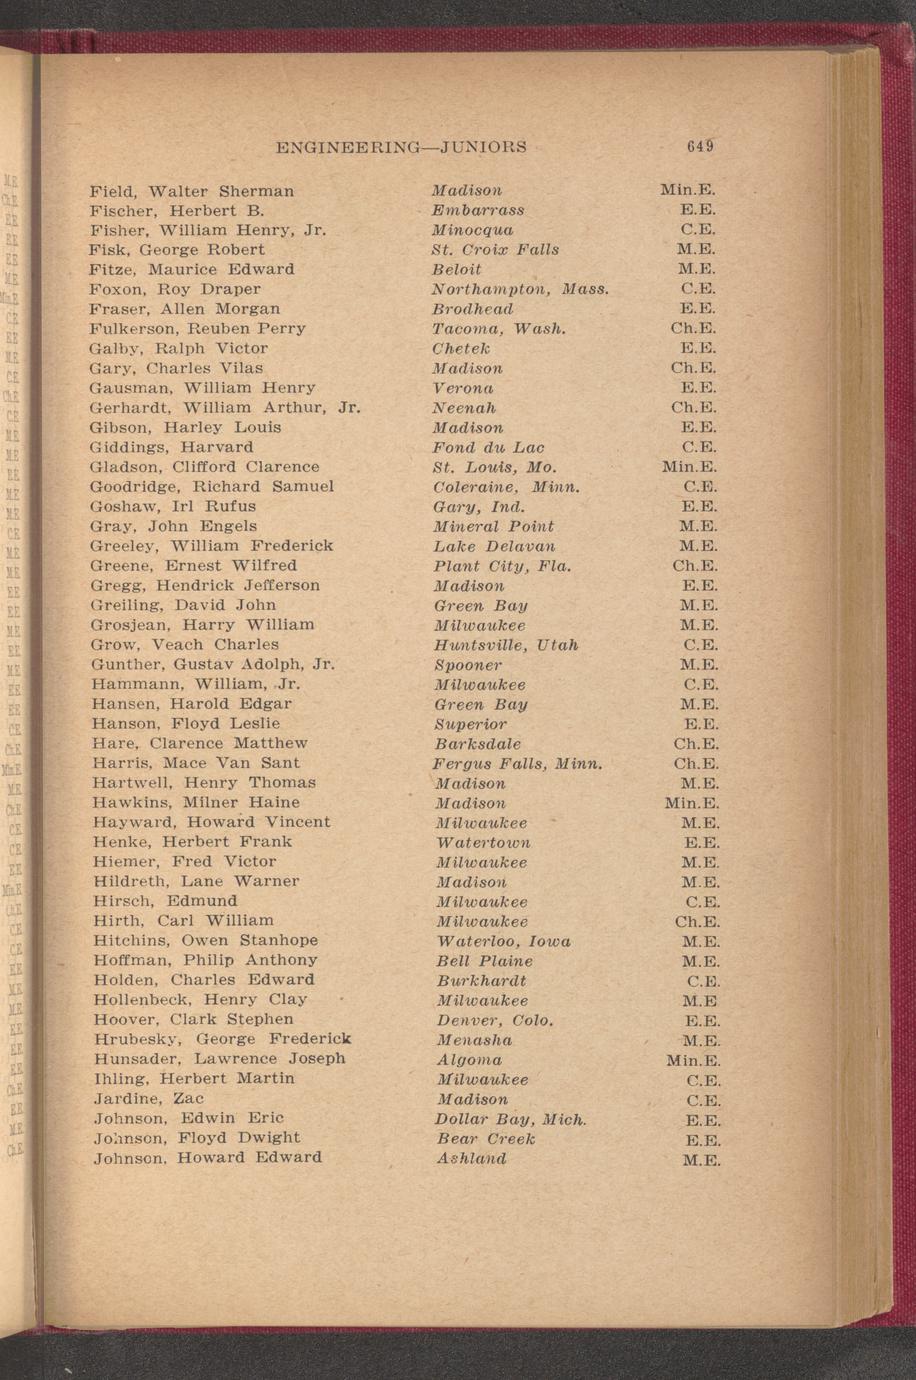 ENGINEERING—JUNIORS 649
Field, Walter Sherman Madison Min.E.
Fischer, Herbert B. Embarrass E.E.
Fisher, William Henry, Jr. Minocqua C.E.
Fisk, George Robert St. Croix Falls M.E.
Fitze, Maurice Edward Beloit M.E.
Foxon, Roy Draper Northampton, Mass. C.E.
Fraser, Allen Morgan Brodhead E.E.
Fulkerson, Reuben Perry Tacoma, Wash. Ch.E.
Galby, Ralph Victor Chetek E.E.
Gary, Charles Vilas Madison Ch.E.
Gausman, William Henry Verona E.E.
Gerhardt, William Arthur, Jr. Neenah Ch.E.
Gibson, Harley Louis Madison E.E.
Giddings, Harvard Fond du Lac C.E.
Gladson, Clifford Clarence St. Louis, Mo. Min.E.
Goodridge, Richard Samuel Coleraine, Minn. C.E.
Goshaw, Irl Rufus Gary, Ind. E.E.
Gray, John Engels Mineral Point M.E.
Greeley, William Frederick Lake Delavan M.E.
Greene, Ernest Wilfred Plant City, Fla. Ch.E.
Gregg, Hendrick Jefferson Madison E.E.
Greiling, David John Green Bay M.E.
Grosjean, Harry William Milwaukee M.E.
Grow, Veach Charles Huntsville, Utah C.E.
Gunther, Gustav Adolph, Jr. Spooner M.E.
Hammann, William, Jr. Milwaukee C.E.
Hansen, Harold Edgar Green Bay M.E.
Hanson, Floyd Leslie Superior E.E.
Hare, Clarence Matthew Barksdale Ch.E.
Harris, Mace Van Sant Fergus Falls, Minn. Ch.E.
Hartwell, Henry Thomas Madison M.E.
Hawkins, Milner Haine Madison Min.E.
Hayward, Howard Vincent Milwaukee M.E.
Henke, Herbert Frank Watertown E.E.
Hiemer, Fred Victor Milwaukee M.E.
Hildreth, Lane Warner Madison M.E.
Hirsch, Edmund Milwaukee C.E.
Hirth, Carl William Milwaukee Ch.E.
Hitchins, Owen Stanhope Waterloo, Iowa M.E.
Hoffman, Philip Anthony Bell Plaine M.E.
Holden, Charles Edward Burkhardt C.E.
Hollenbeck, Henry Clay Milwaukee M.E
Hoover, Clark Stephen Denver, Colo. E.E.
Hrubesky, George Frederick Menasha M.E.
Hunsader, Lawrence Joseph Algoma Min.E.
Ihling, Herbert Martin Milwaukee C.E.
Jardine, Zac Madison C.E.
Johnson, Edwin Eric Dollar Bay, Mich. E.E.
Johnson, Floyd Dwight Bear Creek E.E.
Johnson, Howard Edward Ashland M.E.